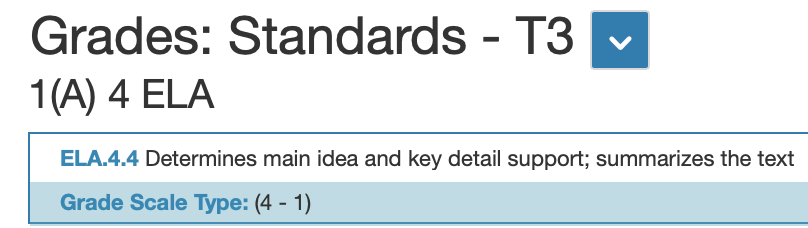 Grades: Standards - T3
1(A) 4 ELA
ELA.4.4 Determines main idea and key detail support; summarizes the text
Grade Scale Type: (4 - 1)